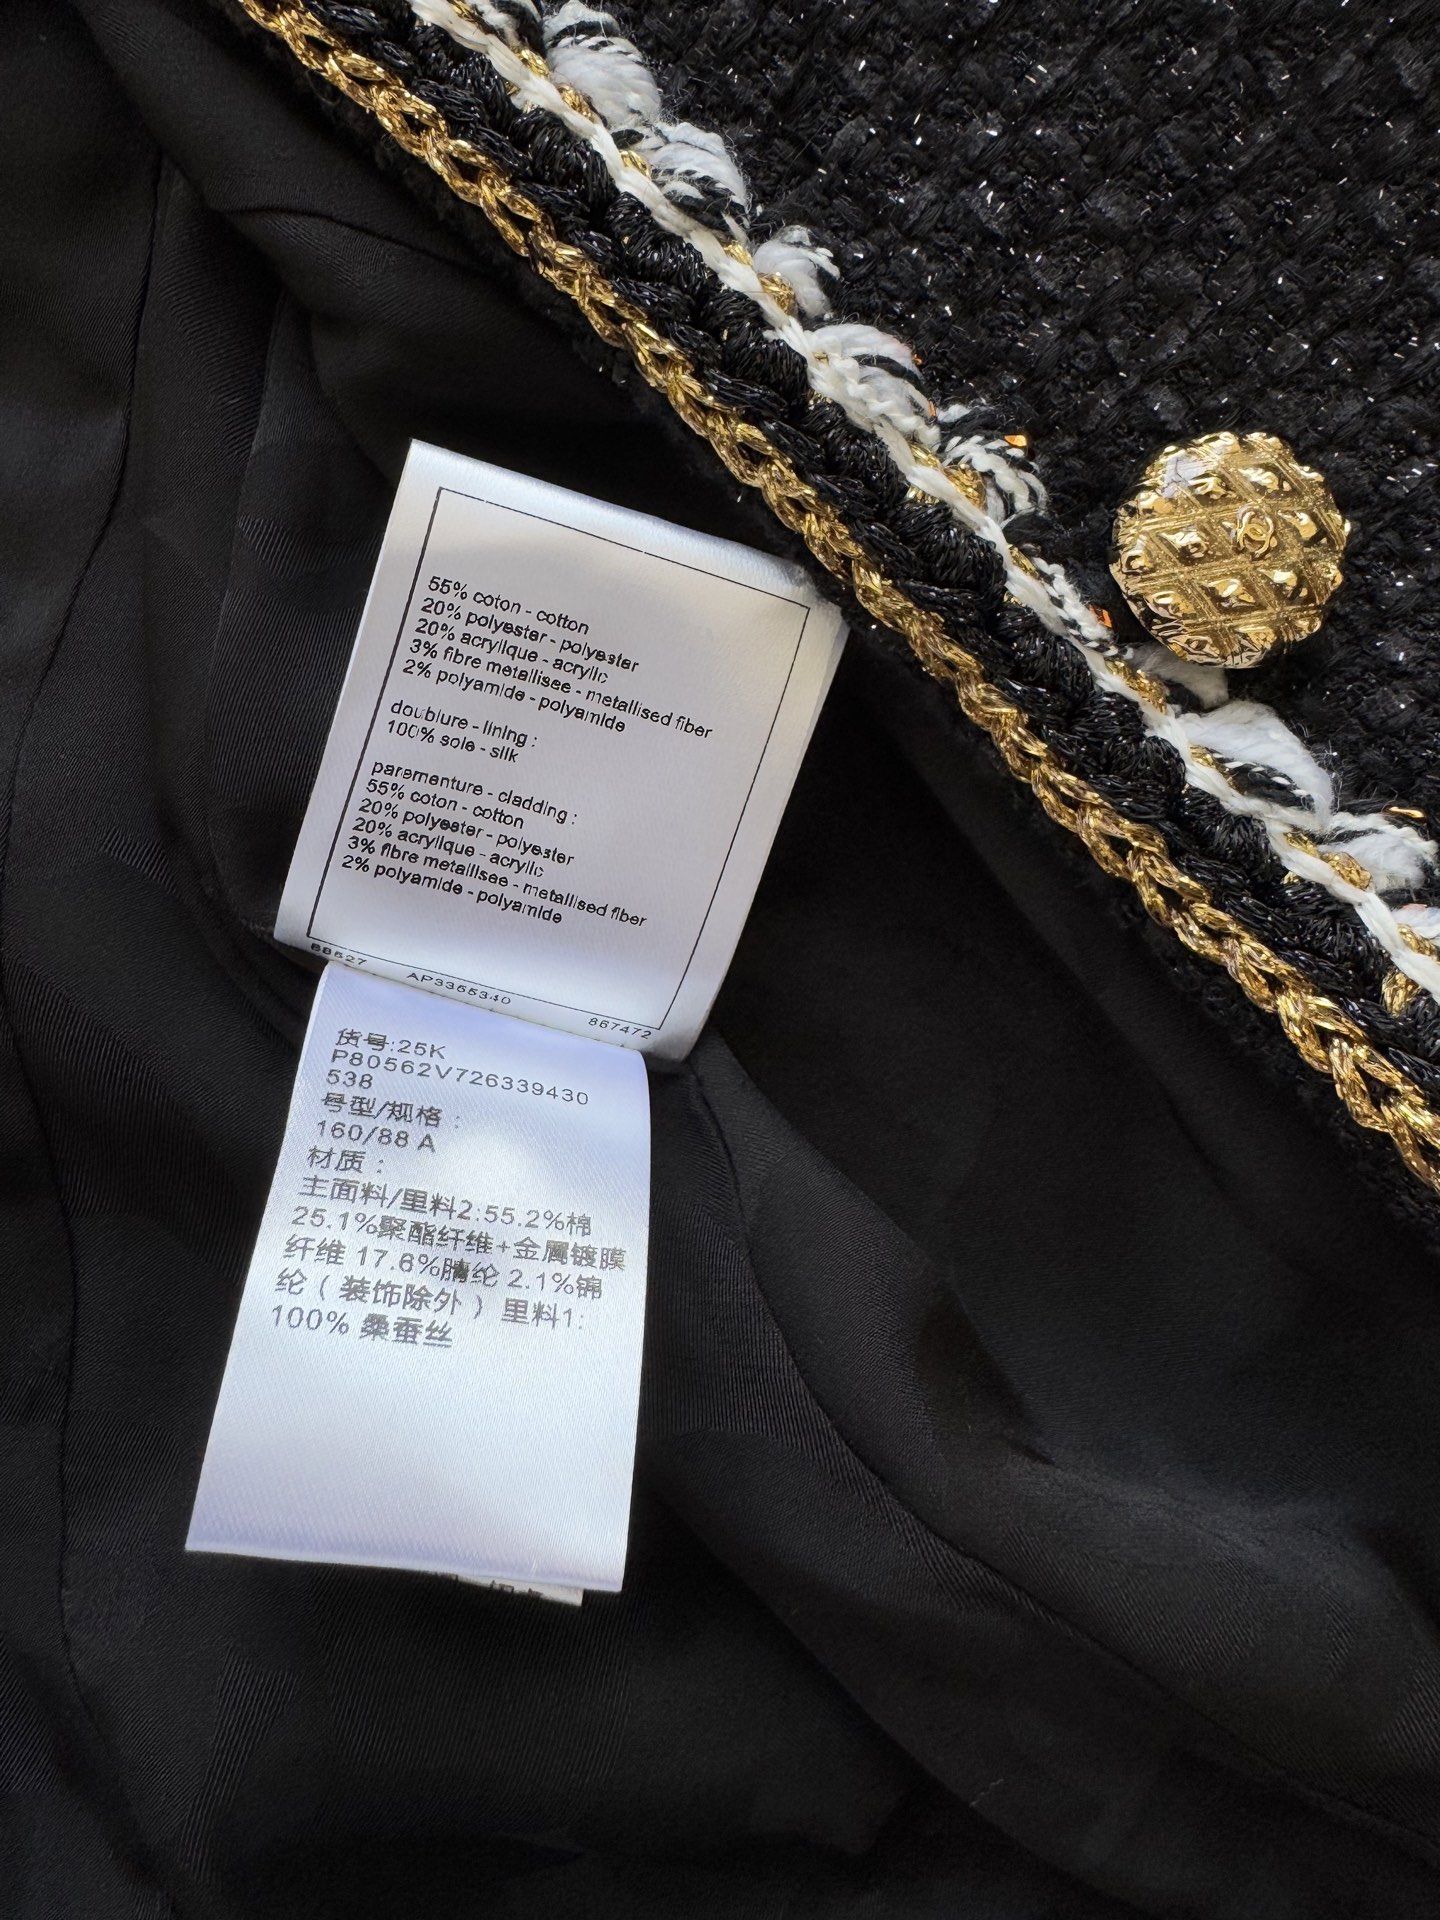 55% coton - cotton
20% polyester - polyester
20% acryllque - acrylic
3% fibre metallisee - metallised fiber
2% polyamide - polyamide
doublure - lining :
100% soie - silk
parementure - cladding :
55% coton - cotton
20% polyester - polyester
20% acryllque - acrylic
3% fibre metallisee - metallised fiber
2% polyamide - polyamide
88527 AP3365340 867472
货号:25K
P80562V726339430
538
号型/规格：
160/88 A
材质：
主面料/里料2:55.2%棉
25.1%聚酯纤维+金属镀膜
纤维 17.6%腈纶 2.1%锦
纶（装饰除外）里料1:
100% 桑蚕丝